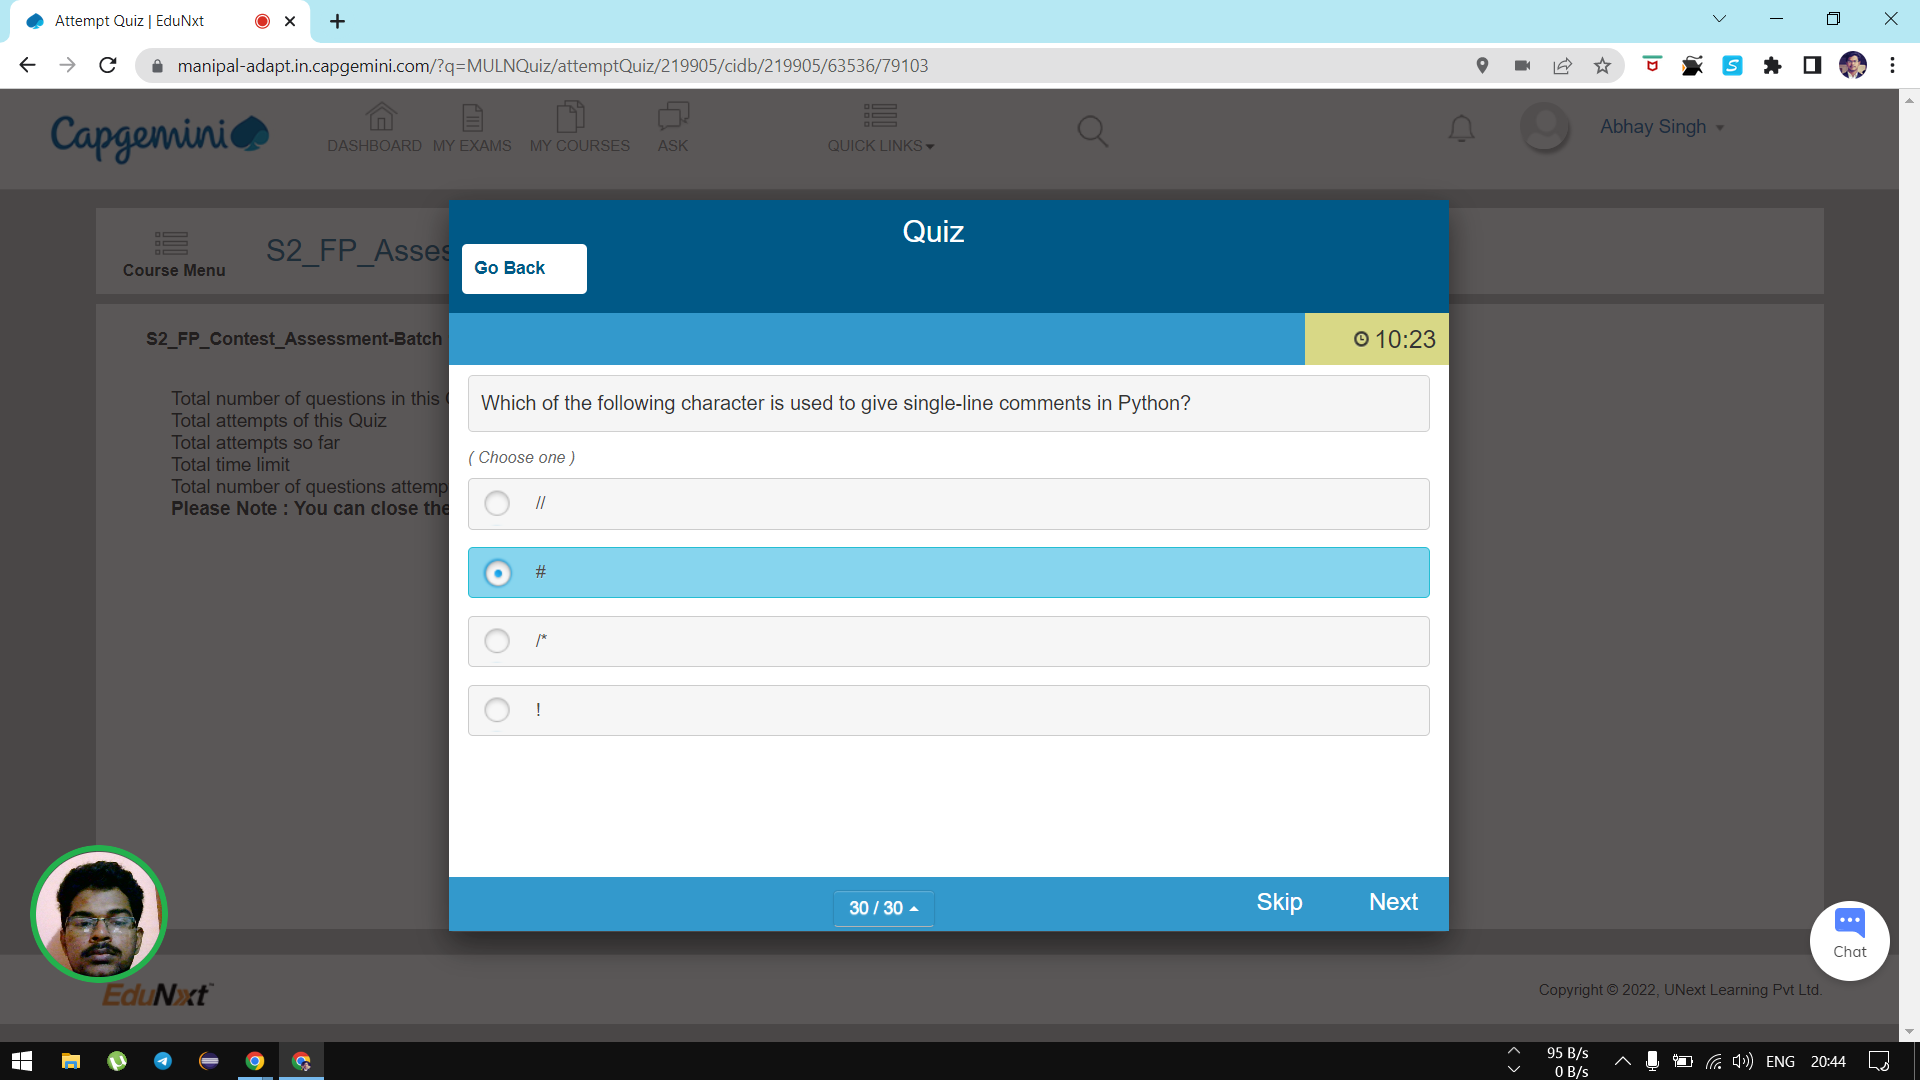 Attempt Quiz | EduNxt
manipal-adapt.in.capgemini.com/?q=MULNQuiz/attemptQuiz/219905/cidb/219905/63536/79103
Capgemini
DASHBOARD MY EXAMS MY COURSES ASK QUICK LINKS
Abhay Singh
Course Menu
S2_FP_Asses
Quiz
Go Back
10:23
S2_FP_Contest_Assessment-Batch
Total number of questions in this
Total attempts of this Quiz
Total attempts so far
Total time limit
Total number of questions attemp
Please Note : You can close the
Which of the following character is used to give single-line comments in Python?
( Choose one )
//
#
/*
!
30 / 30
Skip
Next
Chat
EduNxt™
Copyright © 2022, UNext Learning Pvt Ltd.
95 B/s
0 B/s
ENG
20:44